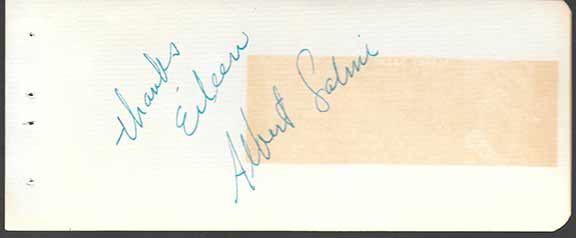 thanks
Eileen
Albert Salmi